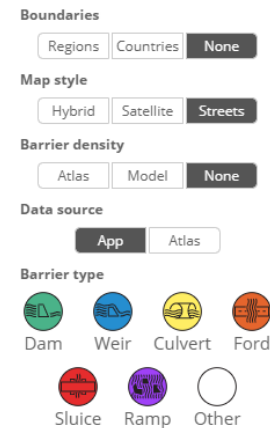 Boundaries
Regions Countries None
Map style
Hybrid Satellite Streets
Barrier density
Atlas Model None
Data source
App Atlas
Barrier type
Dam Weir Culvert Ford
Sluice Ramp Other